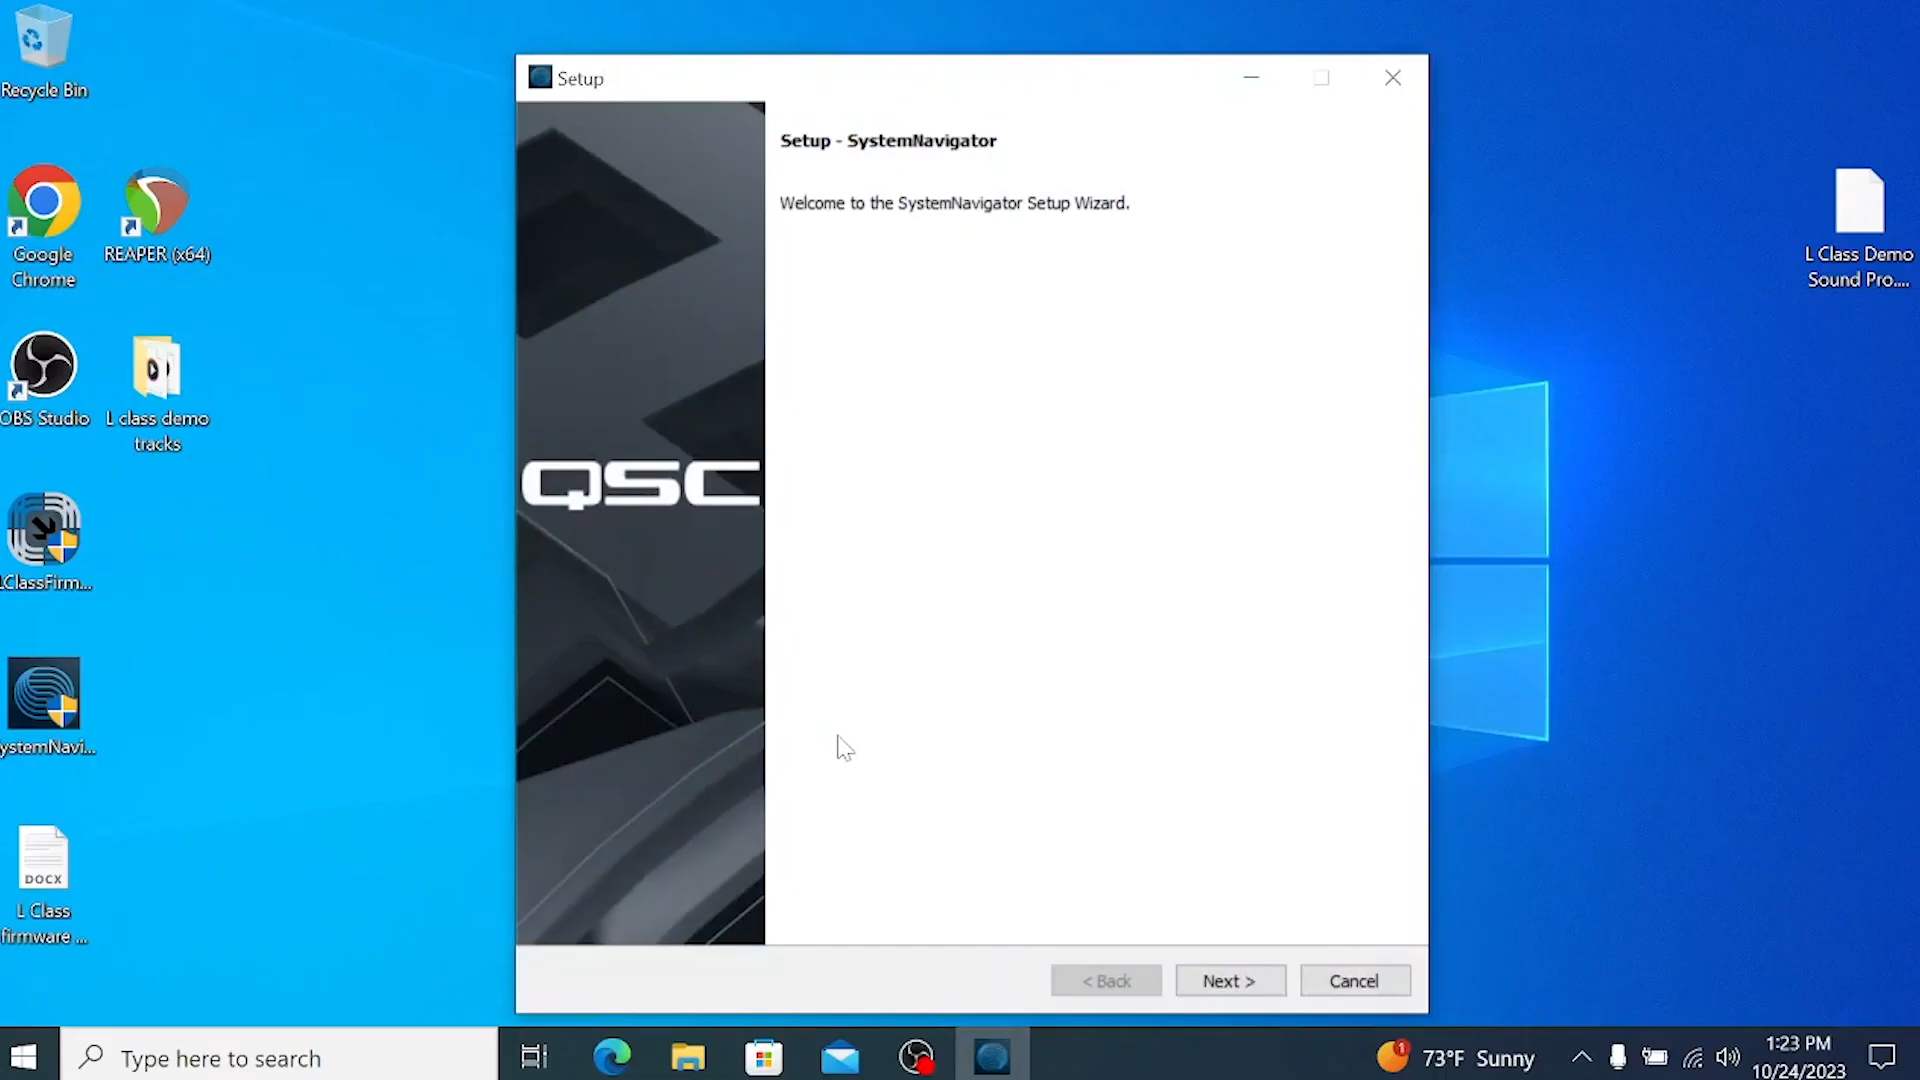 Recycle Bin
Google
Chrome
REAPER (x64)
OBS Studio
L class demo
tracks
LClassFirm...
ystemNavi...
DOCX
L Class
firmware ...
Setup
Setup - SystemNavigator
Welcome to the SystemNavigator Setup Wizard.
QSC
< Back
Next >
Cancel
L Class Demo
Sound Pro....
Type here to search
1
73°F Sunny
1:23 PM
10/24/2023